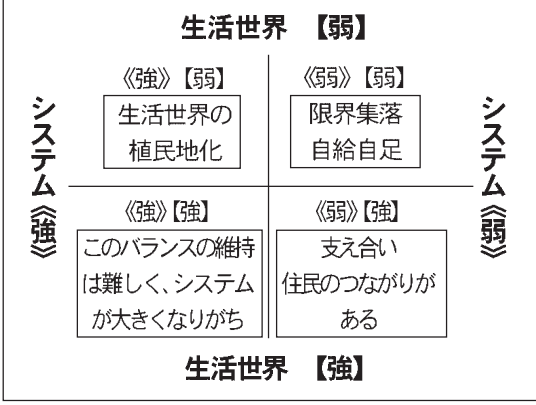 生活世界 【弱】
システム《強》
《強》【弱】
生活世界の
植民地化
《弱》【弱】
限界集落
自給自足
システム《弱》
《強》【強】
このバランスの維持
は難しく、システム
が大きくなりがち
《弱》【強】
支え合い
住民のつながりが
ある
生活世界 【強】